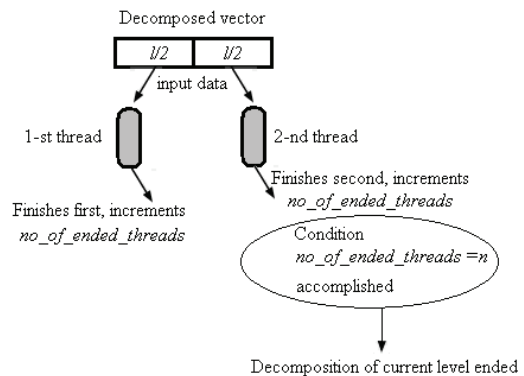 Decomposed vector
l/2 l/2
input data
1-st thread
2-nd thread
Finishes second, increments
no_of_ended_threads
Finishes first, increments
no_of_ended_threads
Condition
no_of_ended_threads =n
accomplished
Decomposition of current level ended